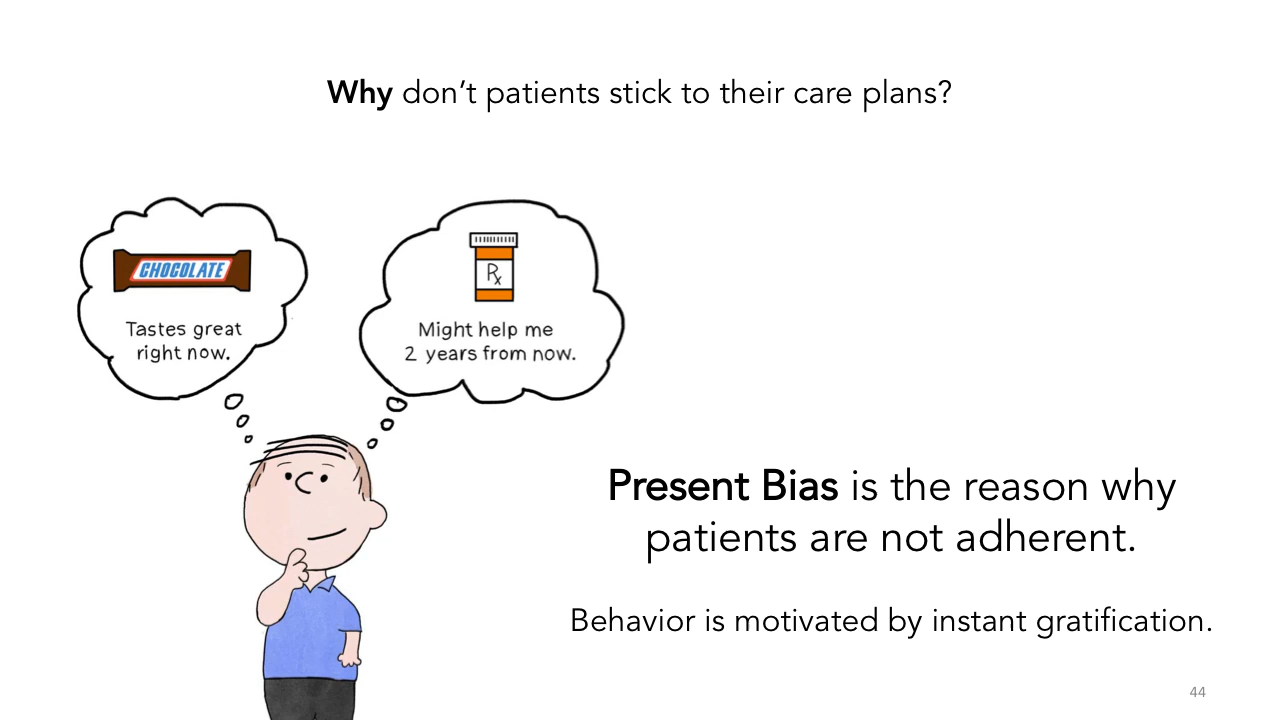 Why don’t patients stick to their care plans?
CHOCOLATE
Tastes great
right now.
Rx
Might help me
2 years from now.
Present Bias is the reason why
patients are not adherent.
Behavior is motivated by instant gratification.
44